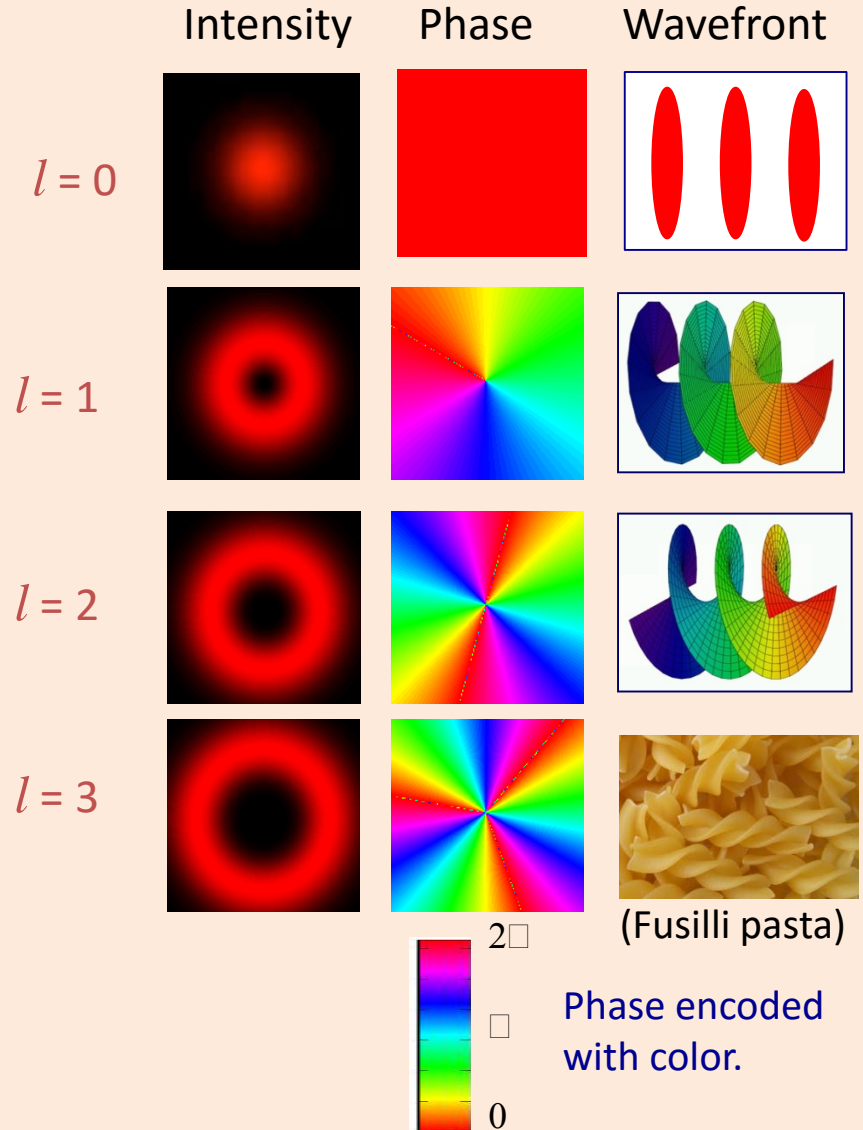 Intensity Phase Wavefront
l = 0
l = 1
l = 2
l = 3
(Fusilli pasta)
2□
□
0
Phase encoded
with color.